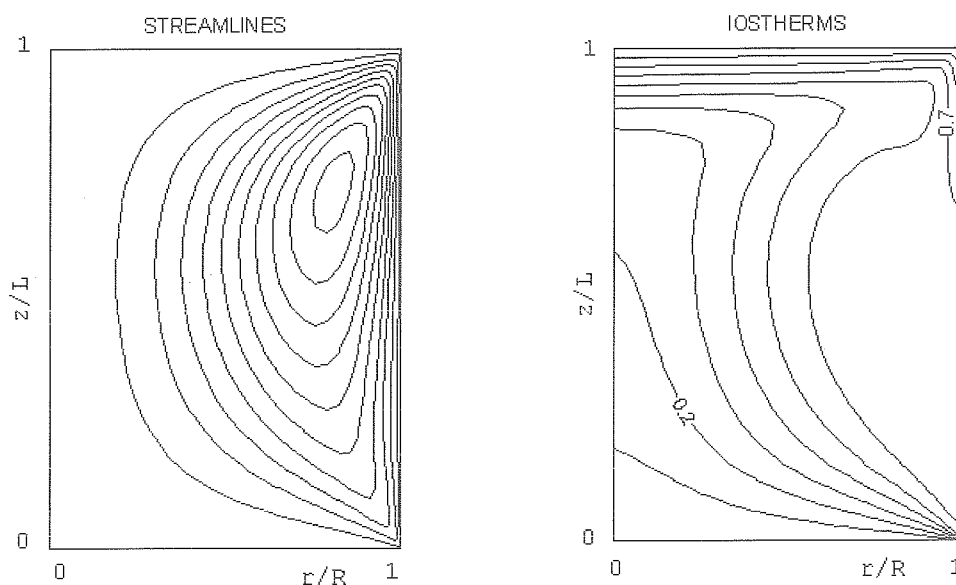 STREAMLINES
1
z/L
0
0
r/R
1
IOSTHERMS
1
0.7
z/L
0.2
0
0
r/R
1